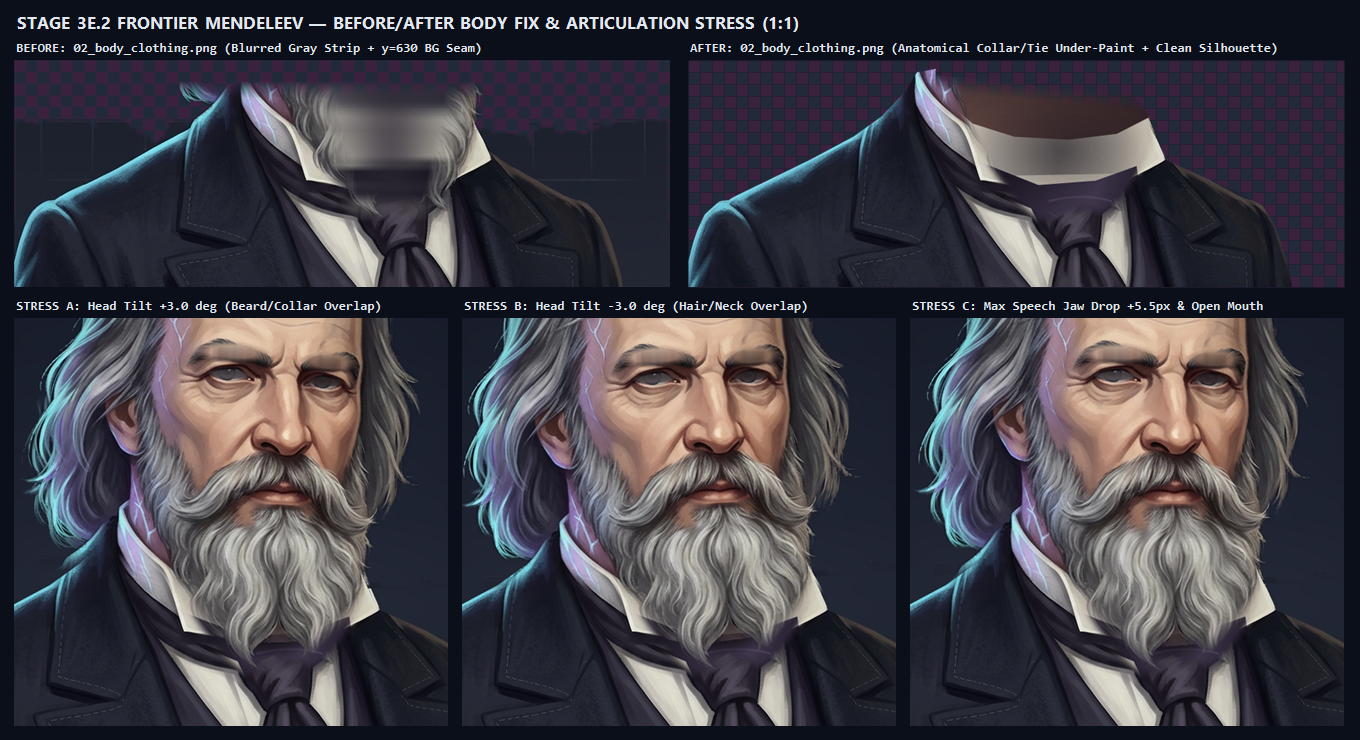 STAGE 3E.2 FRONTIER MENDELEEV — BEFORE/AFTER BODY FIX & ARTICULATION STRESS (1:1)
BEFORE: 02_body_clothing.png (Blurred Gray Strip + y=630 BG Seam)
AFTER: 02_body_clothing.png (Anatomical Collar/Tie Under-Paint + Clean Silhouette)
STRESS A: Head Tilt +3.0 deg (Beard/Collar Overlap)
STRESS B: Head Tilt -3.0 deg (Hair/Neck Overlap)
STRESS C: Max Speech Jaw Drop +5.5px & Open Mouth